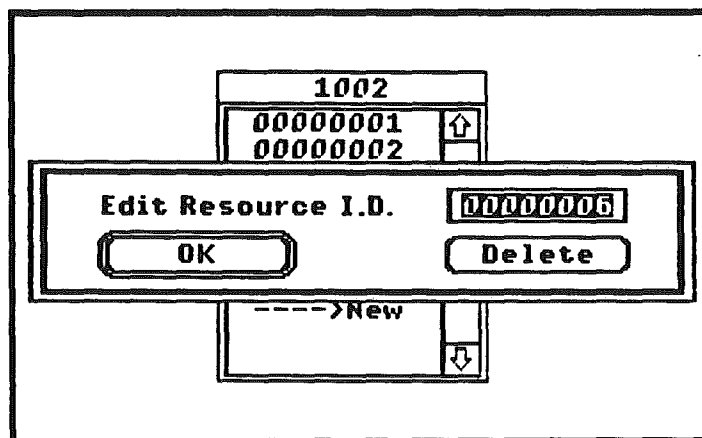 1002
00000001
00000002
Edit Resource I.D. 00000006
OK Delete
---->New